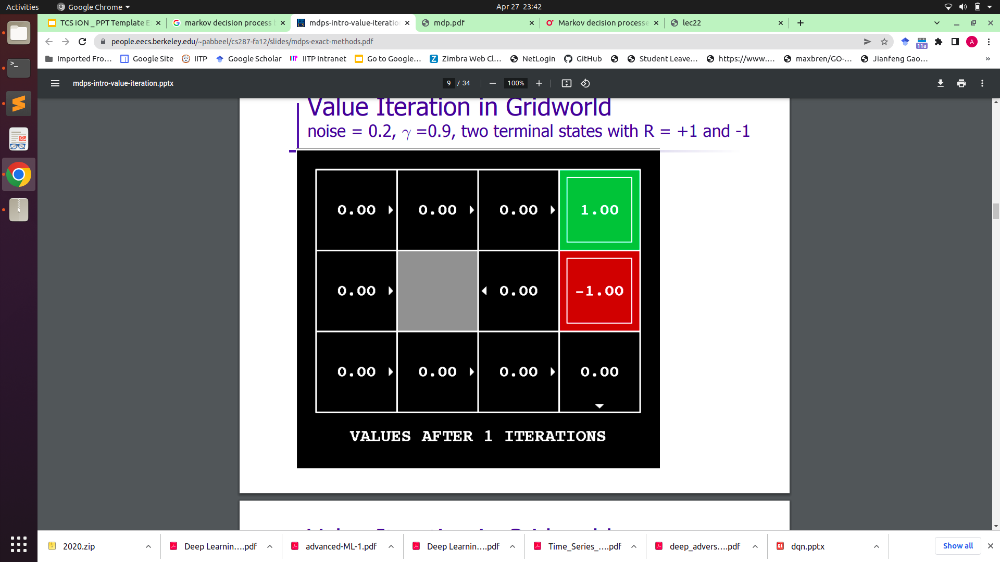 Activities Google Chrome Apr 27 23:42
TCS iON _ PPT Template E markov decision process mdps-intro-value-iteratio mdp.pdf Markov decision processe lec22
people.eecs.berkeley.edu/~pabbeel/cs287-fa12/slides/mdps-exact-methods.pdf 11a A
Imported Fro... Google Site IITP Google Scholar IITP Intranet Go to Google... Zimbra Web Cl... NetLogin GitHub Student Leave... https://www.... maxbren/GO-... Jianfeng Gao... »
mdps-intro-value-iteration.pptx 9 / 34 100%
Value Iteration in Gridworld
noise = 0.2, γ =0.9, two terminal states with R = +1 and -1
0.00 0.00 0.00 1.00
0.00 0.00 -1.00
0.00 0.00 0.00 0.00
VALUES AFTER 1 ITERATIONS
2020.zip Deep Learnin....pdf advanced-ML-1.pdf Deep Learnin....pdf Time_Series_....pdf deep_advers....pdf dqn.pptx Show all